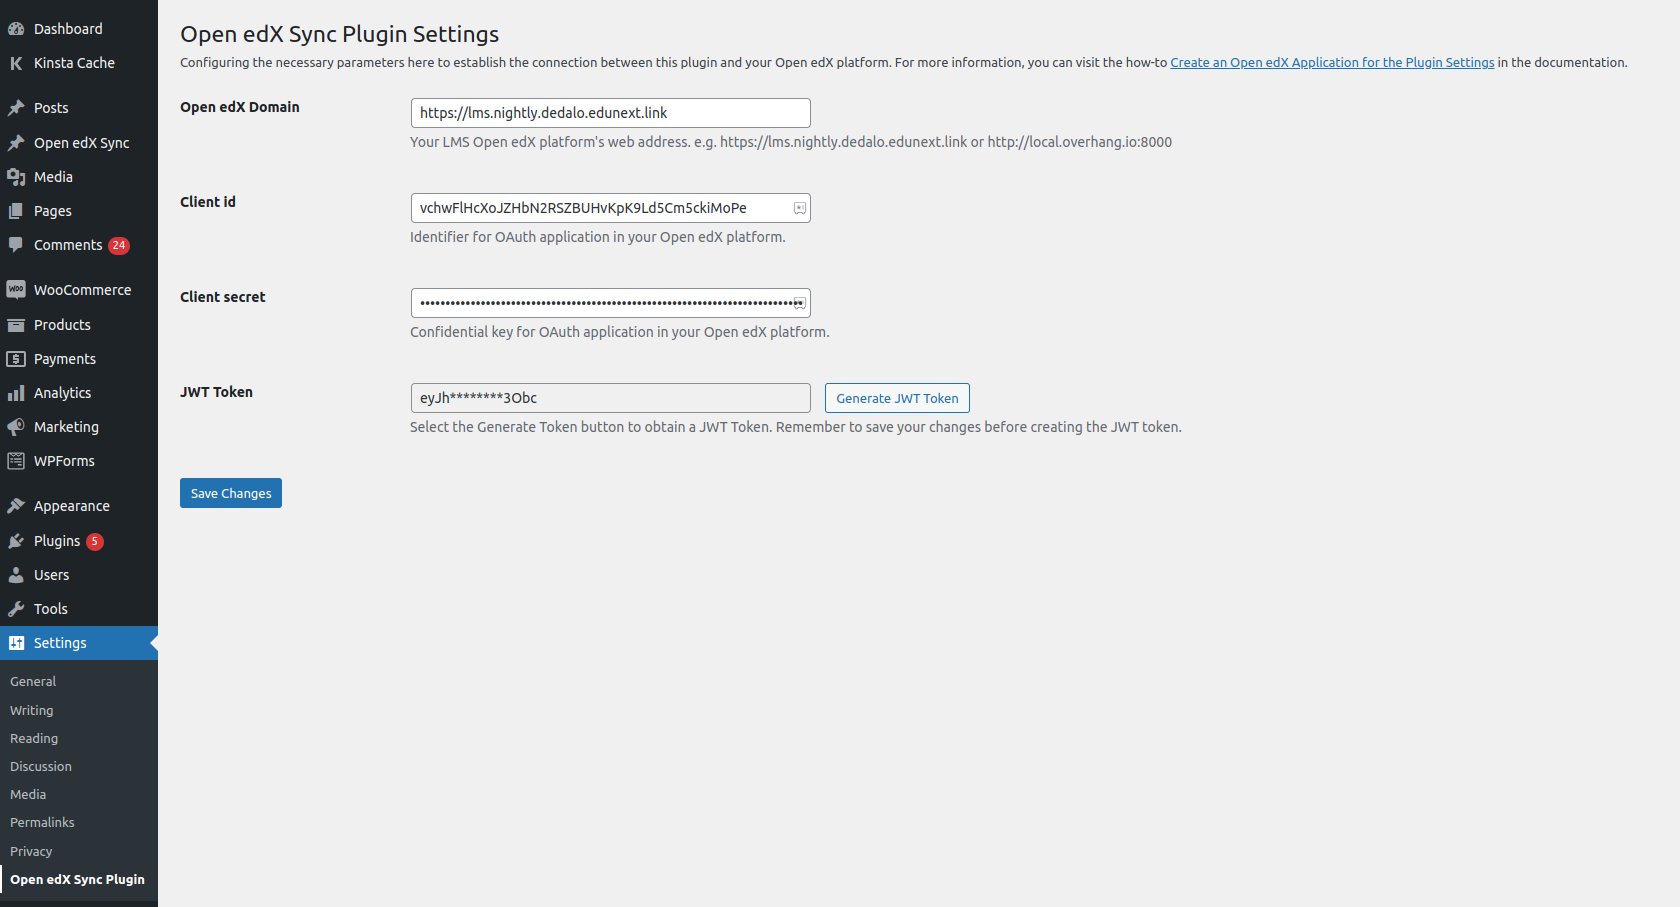 Dashboard
Kinsta Cache
Posts
Open edX Sync
Media
Pages
Comments 24
WooCommerce
Products
Payments
Analytics
Marketing
WPForms
Appearance
Plugins 5
Users
Tools
Settings
General
Writing
Reading
Discussion
Media
Permalinks
Privacy
Open edX Sync Plugin
Open edX Sync Plugin Settings
Configuring the necessary parameters here to establish the connection between this plugin and your Open edX platform. For more information, you can visit the how-to Create an Open edX Application for the Plugin Settings in the documentation.
Open edX Domain
https://lms.nightly.dedalo.edunext.link
Your LMS Open edX platform's web address. e.g. https://lms.nightly.dedalo.edunext.link or http://local.overhang.io:8000
Client id
vchwFlHcXoJZHbN2RSZBUHvKpK9Ld5Cm5ckiMoPe
Identifier for OAuth application in your Open edX platform.
Client secret
Confidential key for OAuth application in your Open edX platform.
JWT Token
eyJh********3Obc
Generate JWT Token
Select the Generate Token button to obtain a JWT Token. Remember to save your changes before creating the JWT token.
Save Changes